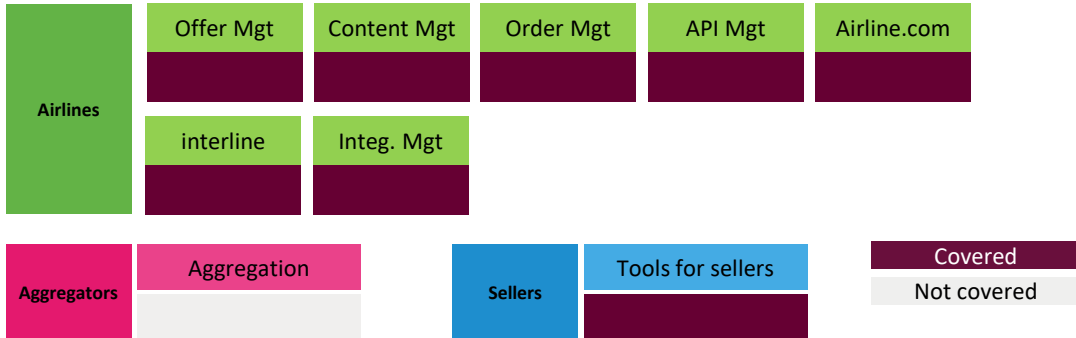 Offer Mgt
Content Mgt
Order Mgt
API Mgt
Airline.com
Airlines
interline
Integ. Mgt
Aggregators
Aggregation
Sellers
Tools for sellers
Covered
Not covered